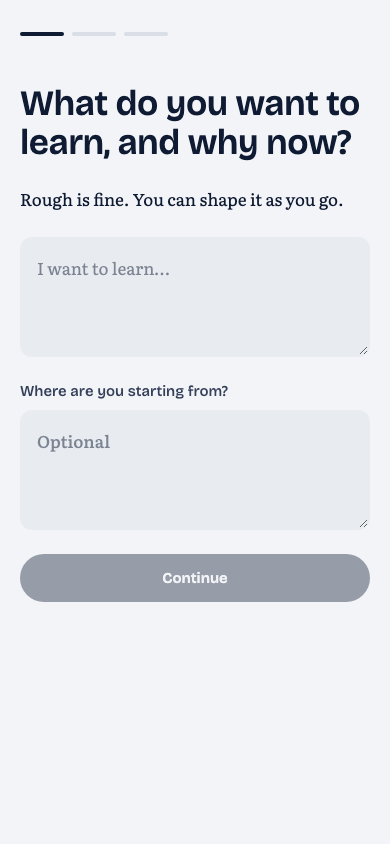 What do you want to
learn, and why now?
Rough is fine. You can shape it as you go.
I want to learn...
Where are you starting from?
Optional
Continue